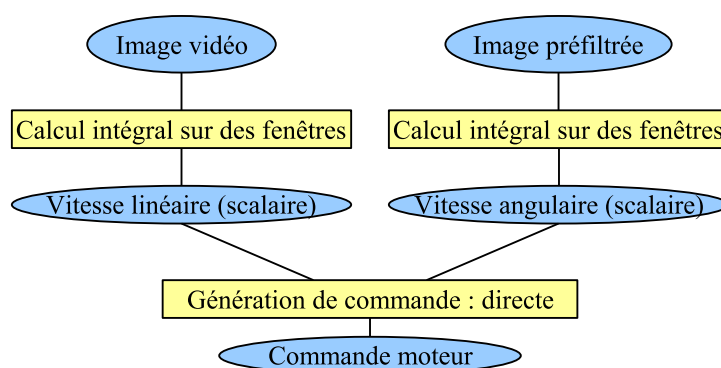 Image vidéo
Image préfiltrée
Calcul intégral sur des fenêtres
Calcul intégral sur des fenêtres
Vitesse linéaire (scalaire)
Vitesse angulaire (scalaire)
Génération de commande : directe
Commande moteur